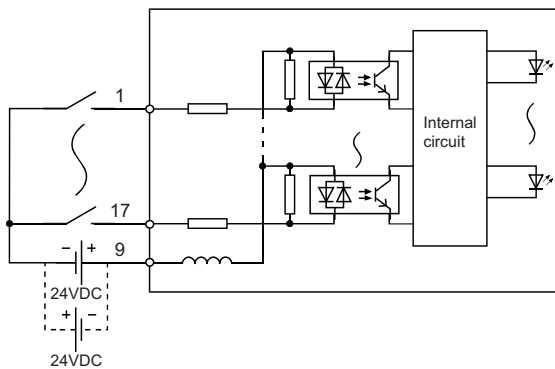 1
17
Internal
circuit
− + 9
24VDC
+ −
24VDC